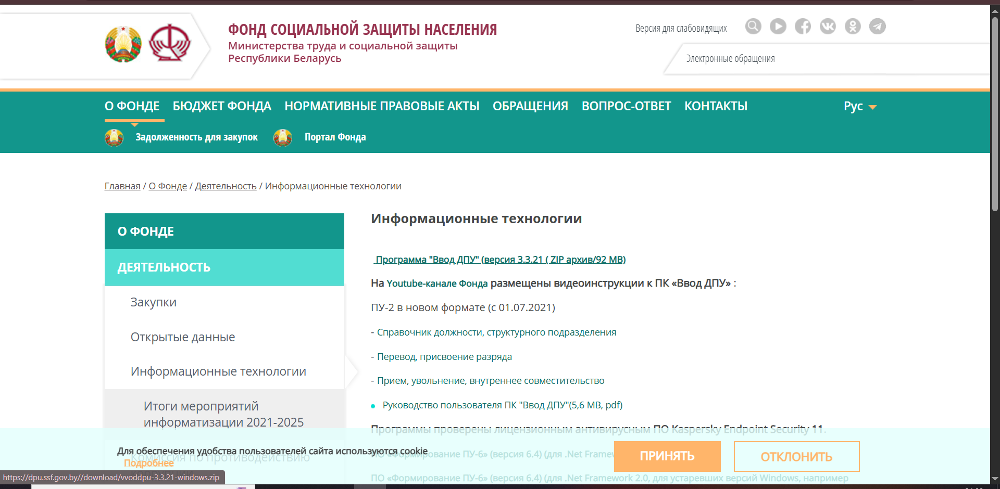 ФОНД СОЦИАЛЬНОЙ ЗАЩИТЫ НАСЕЛЕНИЯ
Министерства труда и социальной защиты
Республики Беларусь
Версия для слабовидящих
Электронные обращения
О ФОНДЕ БЮДЖЕТ ФОНДА НОРМАТИВНЫЕ ПРАВОВЫЕ АКТЫ ОБРАЩЕНИЯ ВОПРОС-ОТВЕТ КОНТАКТЫ Рус
Задолженность для закупок Портал Фонда
Главная / О Фонде / Деятельность / Информационные технологии
О ФОНДЕ
ДЕЯТЕЛЬНОСТЬ
Закупки
Открытые данные
Информационные технологии
Итоги мероприятий
информатизации 2021-2025
Комиссия по противодействию
Информационные технологии
Программа "Ввод ДПУ" (версия 3.3.21 ( ZIP архив/92 MB)
На Youtube-канале Фонда размещены видеоинструкции к ПК «Ввод ДПУ» :
ПУ-2 в новом формате (с 01.07.2021)
- Справочник должности, структурного подразделения
- Перевод, присвоение разряда
- Прием, увольнение, внутреннее совместительство
Руководство пользователя ПК "Ввод ДПУ"(5,6 MB, pdf)
Программы проверены лицензионным антивирусным ПО Kaspersky Endpoint Security 11.
ПО «Формирование ПУ-6» (версия 6.4) (для .Net
ПО «Формирование ПУ-6» (версия 6.4) (для .Net Framework 2.0, для устаревших версий Windows, например
Для обеспечения удобства пользователей сайта используются cookie
Подробнее
ПРИНЯТЬ
ОТКЛОНИТЬ
https://dpu.ssf.gov.by//download/vvoddpu-3.3.21-windows.zip